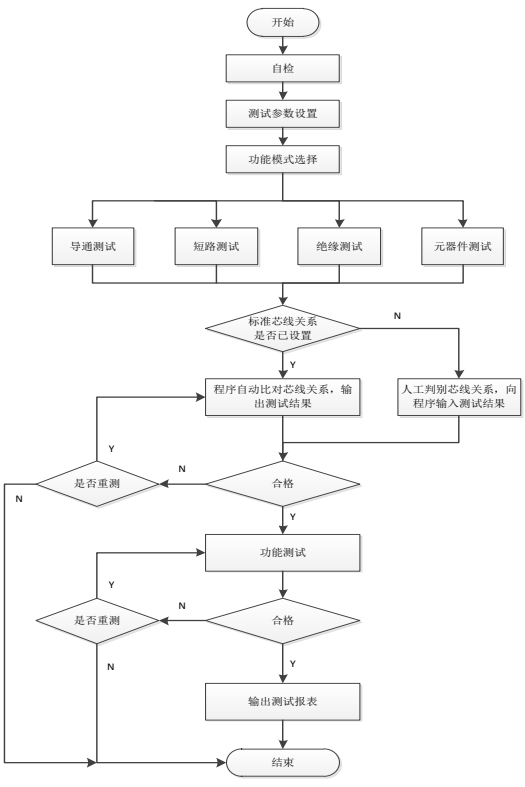 开始
自检
测试参数设置
功能模式选择
导通测试
短路测试
绝缘测试
元器件测试
标准芯线关系
是否已设置
N
Y
程序自动比对芯线关系，输
出测试结果
人工判别芯线关系，向
程序输入测试结果
Y
N
是否重测
N
合格
Y
功能测试
Y
N
是否重测
合格
N
Y
输出测试报表
结束